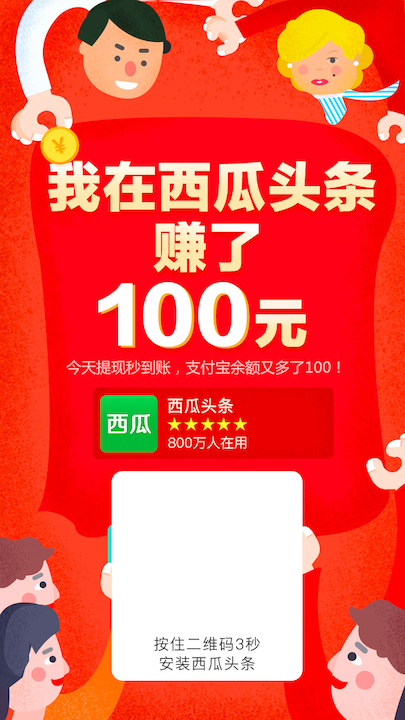 ¥
我在西瓜头条
赚了
100元
今天提现秒到账，支付宝余额又多了100！
西瓜
西瓜头条
★★★★★
800万人在用
按住二维码3秒
安装西瓜头条